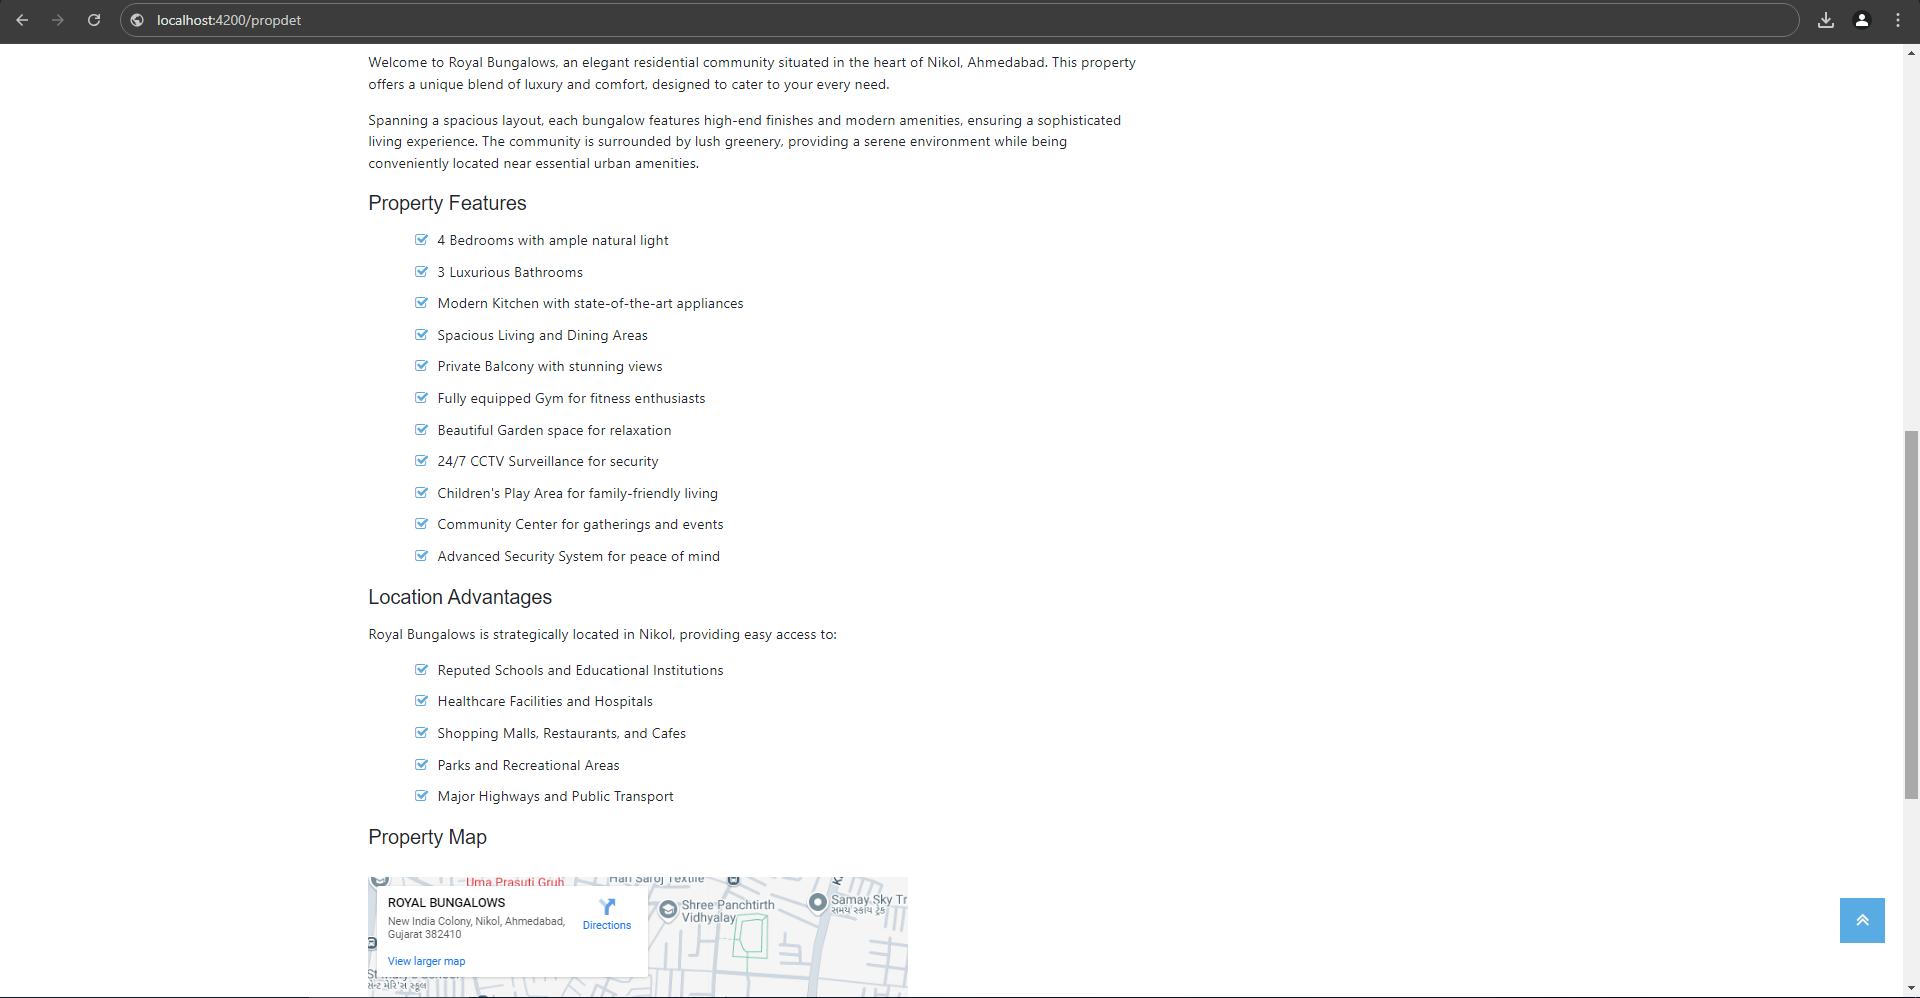 localhost:4200/propdet
Welcome to Royal Bungalows, an elegant residential community situated in the heart of Nikol, Ahmedabad. This property
offers a unique blend of luxury and comfort, designed to cater to your every need.
Spanning a spacious layout, each bungalow features high-end finishes and modern amenities, ensuring a sophisticated
living experience. The community is surrounded by lush greenery, providing a serene environment while being
conveniently located near essential urban amenities.
Property Features
4 Bedrooms with ample natural light
3 Luxurious Bathrooms
Modern Kitchen with state-of-the-art appliances
Spacious Living and Dining Areas
Private Balcony with stunning views
Fully equipped Gym for fitness enthusiasts
Beautiful Garden space for relaxation
24/7 CCTV Surveillance for security
Children's Play Area for family-friendly living
Community Center for gatherings and events
Advanced Security System for peace of mind
Location Advantages
Royal Bungalows is strategically located in Nikol, providing easy access to:
Reputed Schools and Educational Institutions
Healthcare Facilities and Hospitals
Shopping Malls, Restaurants, and Cafes
Parks and Recreational Areas
Major Highways and Public Transport
Property Map
Uma Prasuti Gruh
Hari Saroj Textile
ROYAL BUNGALOWS
New India Colony, Nikol, Ahmedabad,
Gujarat 382410
Directions
View larger map
Shree Panchtirth
Vidhyalay
Samay Sky Tr
સમય સ્કાય ટ્રેક
St Mary's School
સેન્ટ મેરિ'સ સ્કૂલ